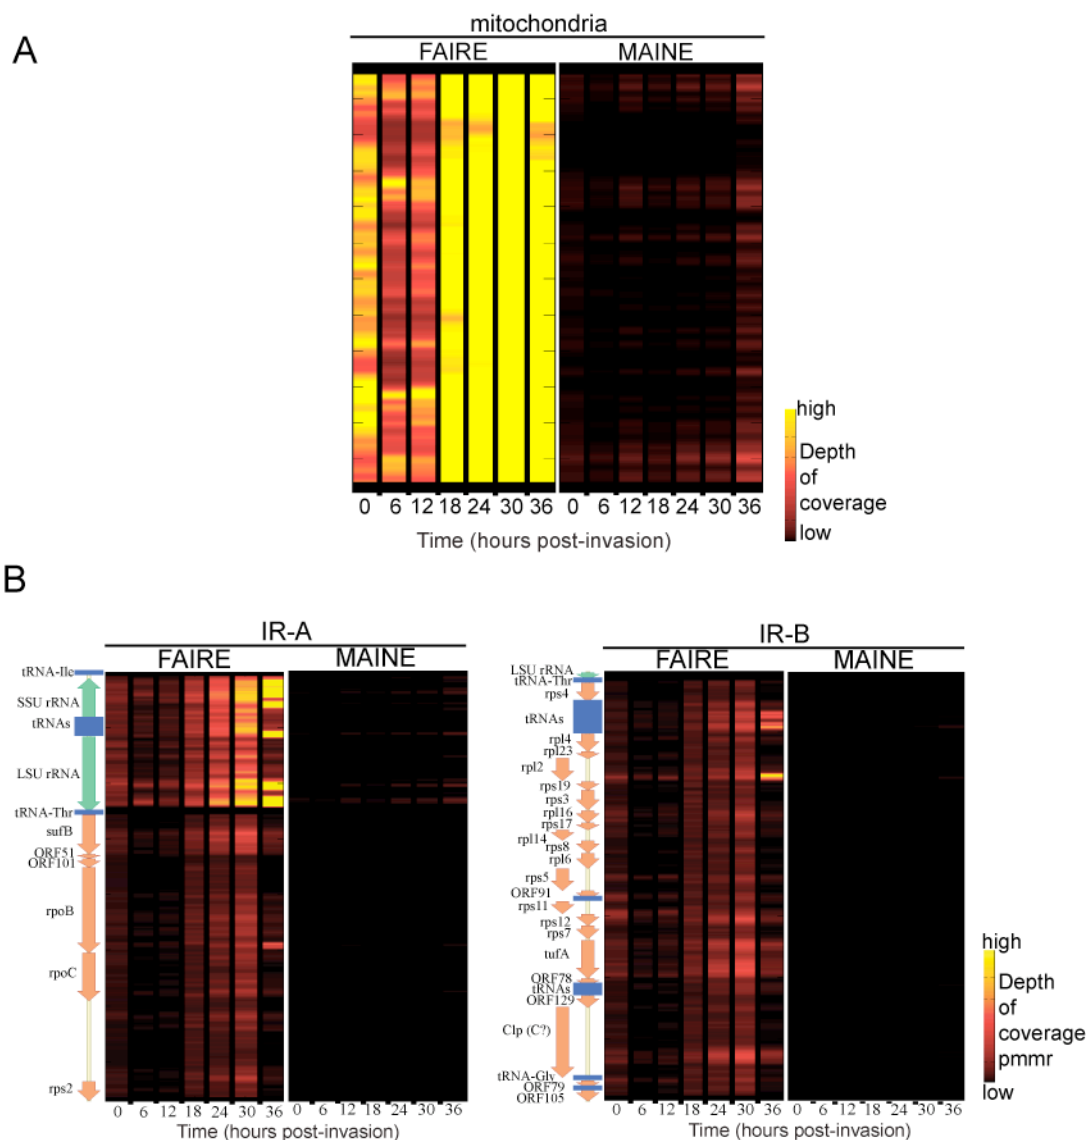 A
mitochondria
FAIRE MAINE
high
Depth
of
coverage
low
0 6 12 18 24 30 36 0 6 12 18 24 30 36
Time (hours post-invasion)
B
IR-A
FAIRE MAINE
tRNA-Ile
SSU rRNA
tRNAs
LSU rRNA
tRNA-Thr
sufB
ORF51
ORF101
rpoB
rpoC
rps2
0 6 12 18 24 30 36 0 6 12 18 24 30 36
Time (hours post-invasion)
IR-B
FAIRE MAINE
LSU rRNA
tRNA-Thr
rps4
tRNAs
rpl4
rpl23
rpl2
rps19
rps3
rpl16
rps17
rpl14
rps8
rpl6
rps5
ORF91
rps11
rps12
rps7
tufA
ORF78
tRNAs
ORF129
Clp (C?)
tRNA-Gly
ORF79
ORF105
0 6 12 18 24 30 36 0 6 12 18 24 30 36
Time (hours post-invasion)
high
Depth
of
coverage
pmmr
low